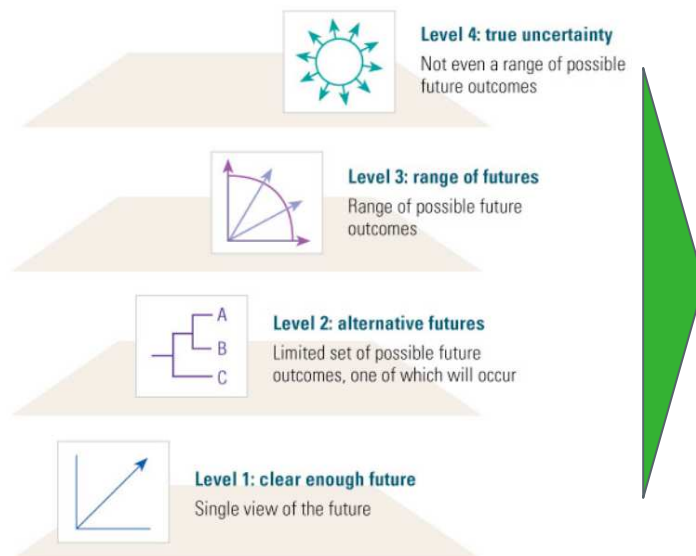 Level 4: true uncertainty
Not even a range of possible
future outcomes
Level 3: range of futures
Range of possible future
outcomes
A
B
C
Level 2: alternative futures
Limited set of possible future
outcomes, one of which will occur
Level 1: clear enough future
Single view of the future